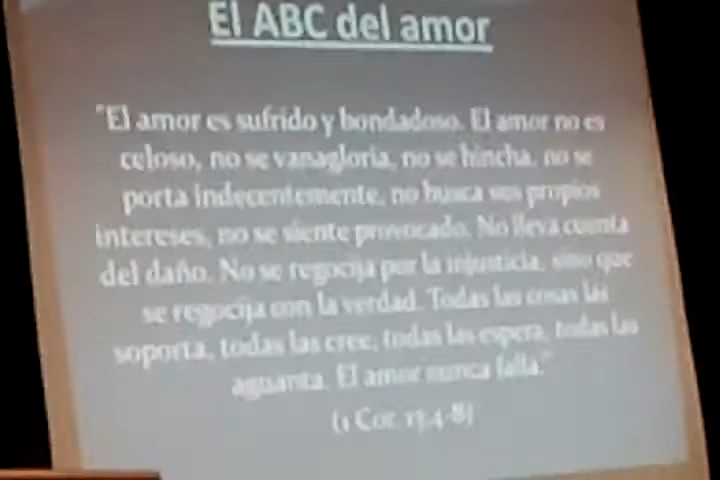 El ABC del amor
"El amor es sufrido y bondadoso. El amor no es
celoso, no se vanagloria, no se hincha, no se
porta indecentemente, no busca sus propios
intereses, no se siente provocado. No lleva cuenta
del daño. No se regocija por la injusticia, sino que
se regocija con la verdad. Todas las cosas las
soporta, todas las cree, todas las espera, todas las
aguanta. El amor nunca falla."
(1 Cor. 13.4-8)